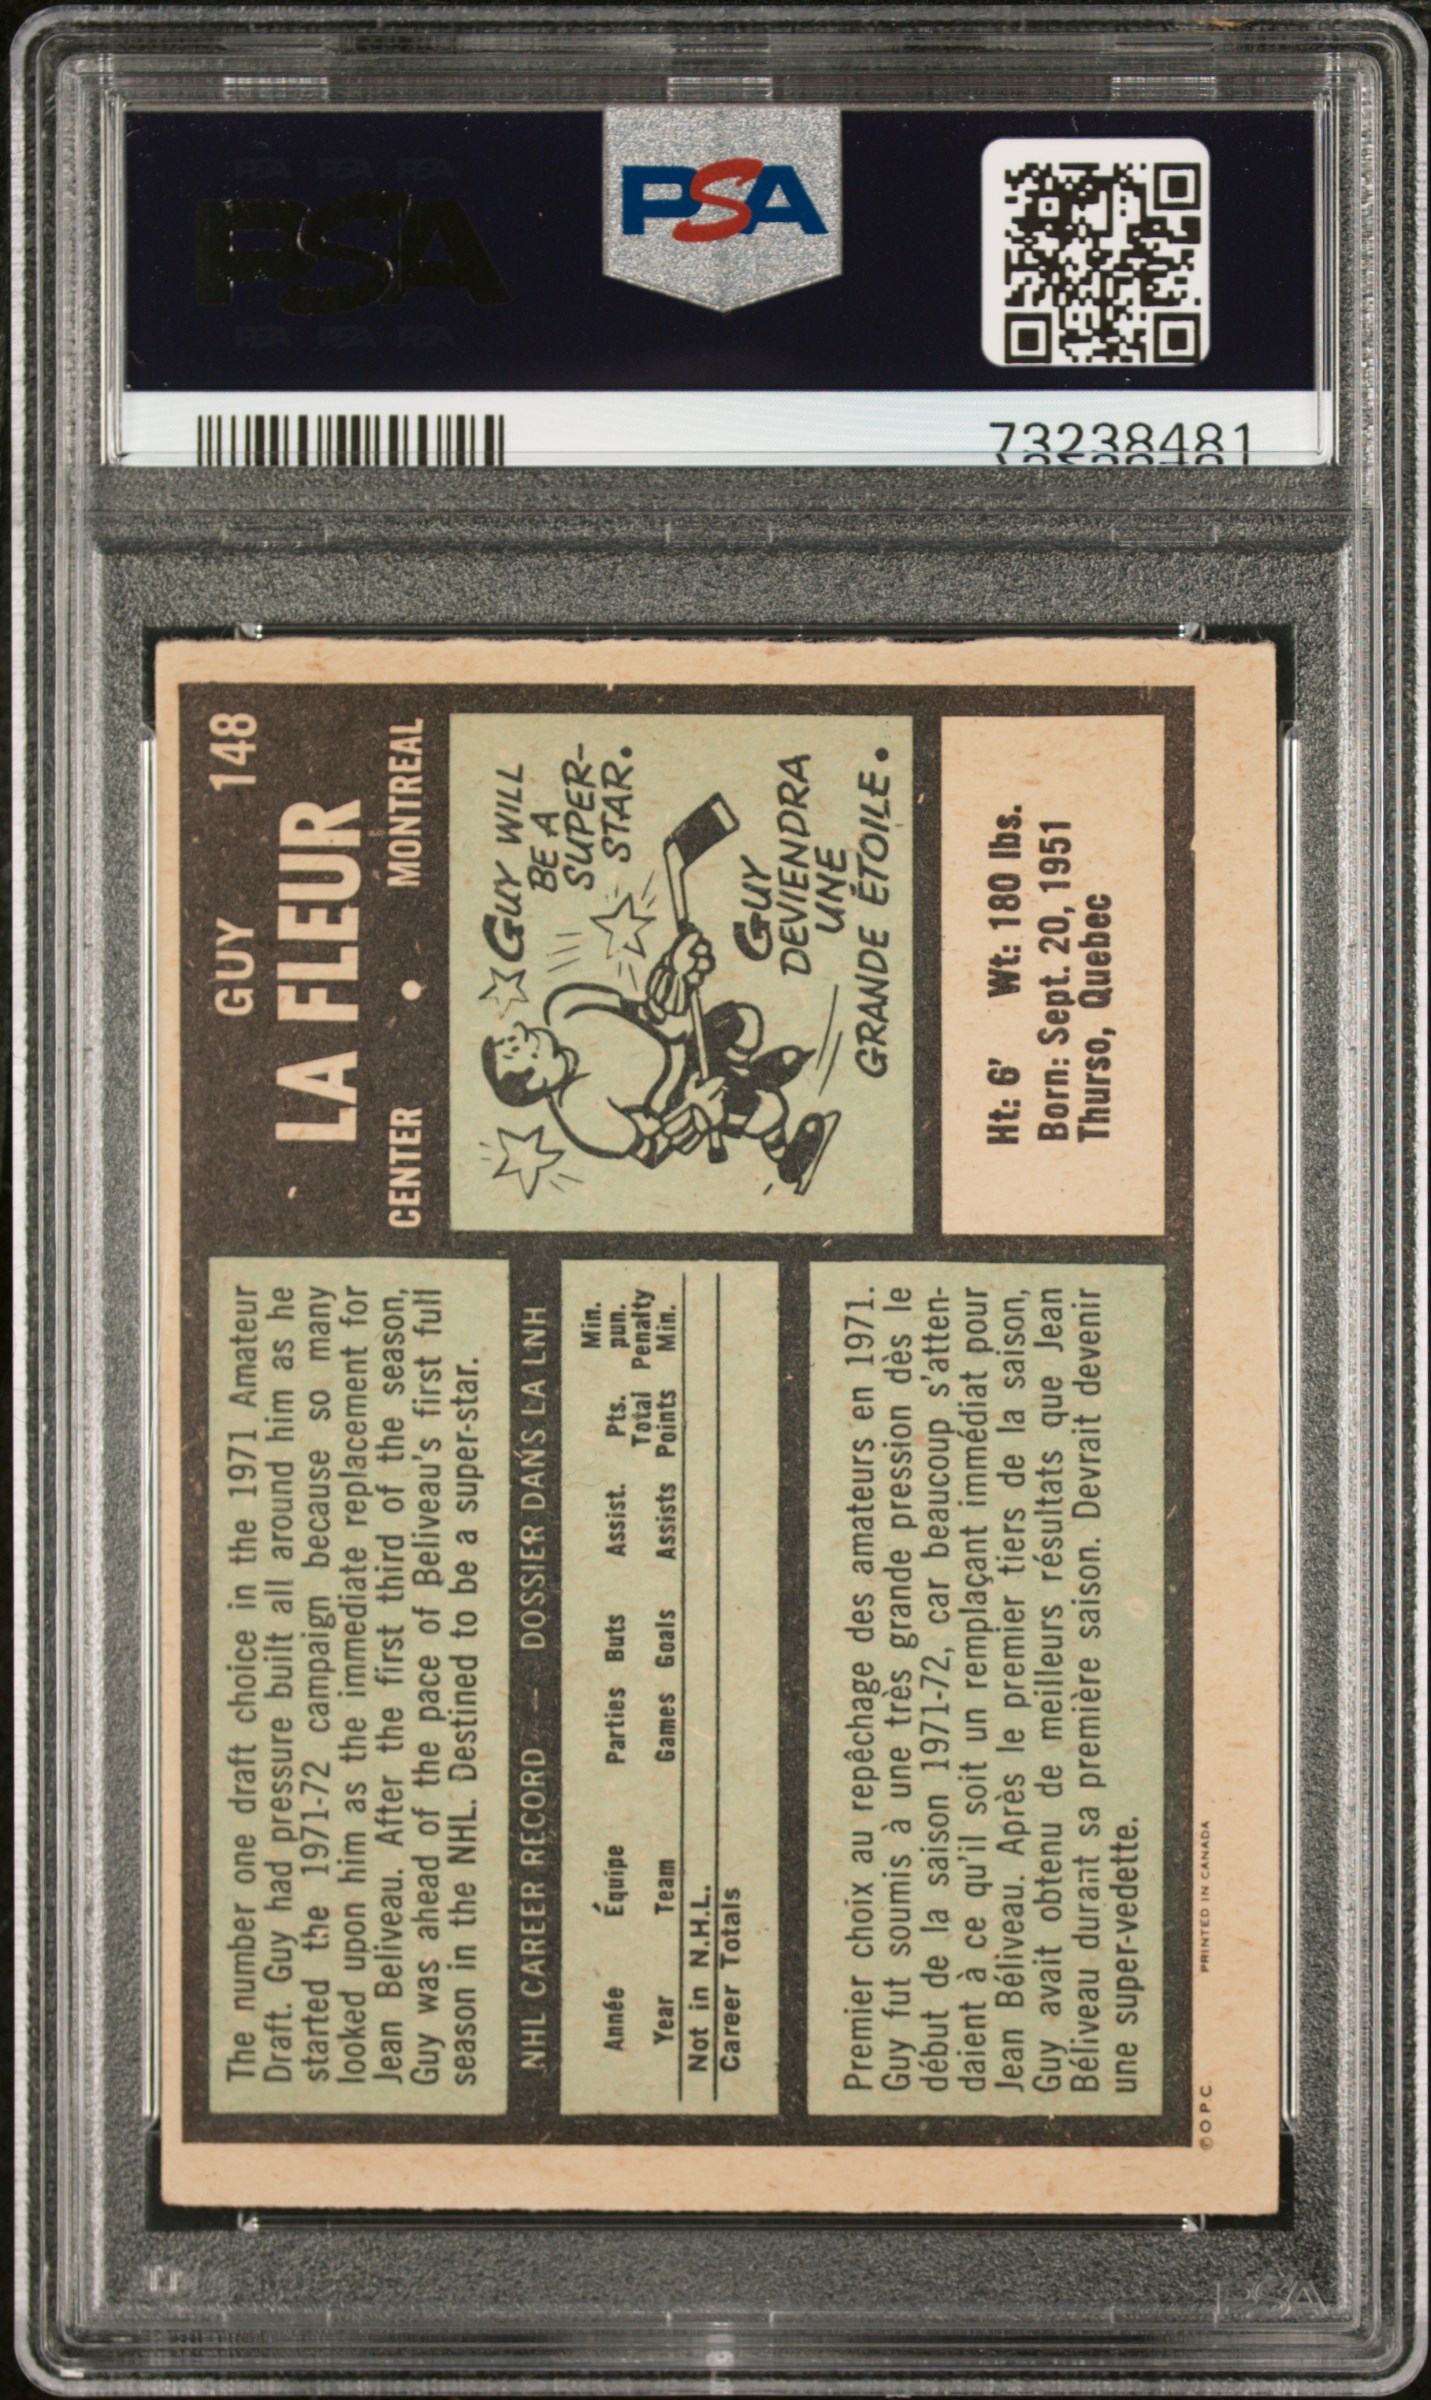 PSA PSA PSA
PSA
PSA PSA PSA
PSA
73238481
GUY 148
LA FLEUR
CENTER • MONTREAL
The number one draft choice in the 1971 Amateur
Draft. Guy had pressure built all around him as he
started the 1971-72 campaign because so many
looked upon him as the immediate replacement for
Jean Beliveau. After the first third of the season,
Guy was ahead of the pace of Beliveau's first full
season in the NHL. Destined to be a super-star.
GUY WILL
BE A
SUPER-
STAR.
GUY
DEVIENDRA
UNE
GRANDE ÉTOILE.
NHL CAREER RECORD — DOSSIER DANS LA LNH
Année Équipe Parties Buts Assist. Pts. Min. pun.
Year Team Games Goals Assists Total Points Penalty Min.
Not in N.H.L.
Career Totals
Premier choix au repêchage des amateurs en 1971.
Guy fut soumis à une très grande pression dès le
début de la saison 1971-72, car beaucoup s'atten-
daient à ce qu'il soit un remplaçant immédiat pour
Jean Béliveau. Après le premier tiers de la saison,
Guy avait obtenu de meilleurs résultats que Jean
Béliveau durant sa première saison. Devrait devenir
une super-vedette.
Ht: 6' Wt: 180 lbs.
Born: Sept. 20, 1951
Thurso, Quebec
© O.P.C. PRINTED IN CANADA
PSA